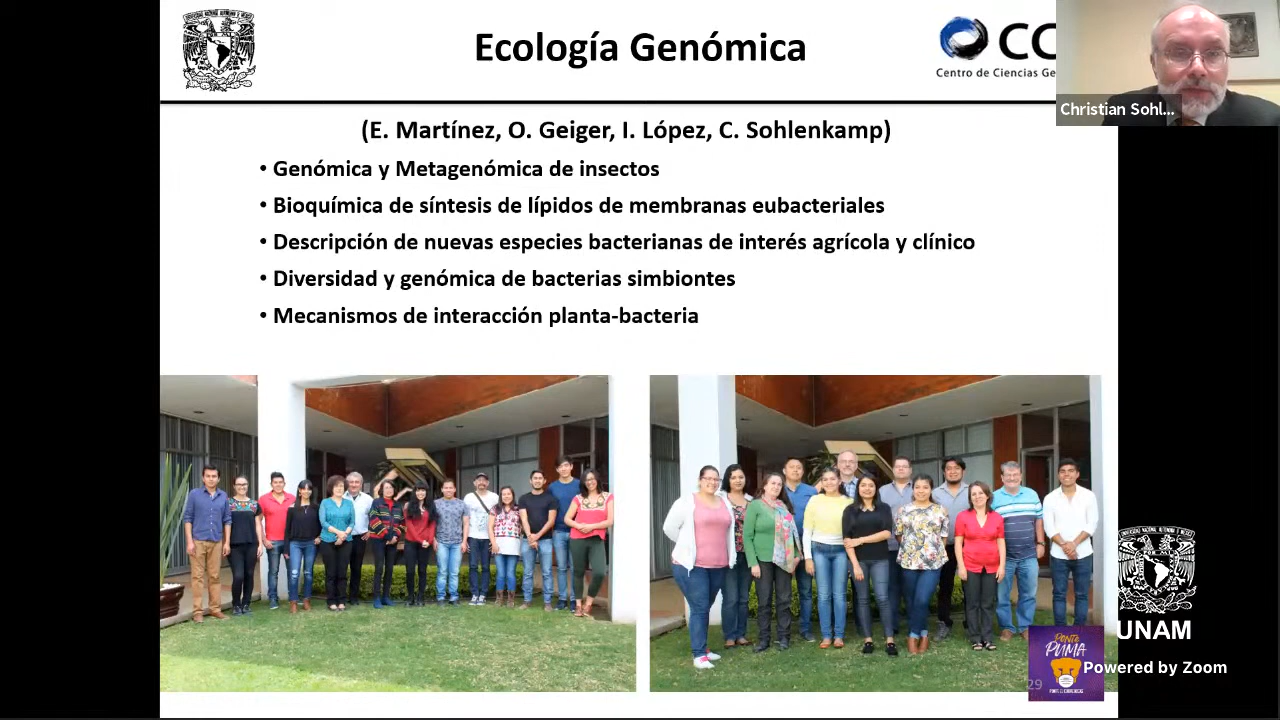 Ecología Genómica
CC
Centro de Ciencias Ge
Christian Sohl...
(E. Martínez, O. Geiger, I. López, C. Sohlenkamp)
• Genómica y Metagenómica de insectos
• Bioquímica de síntesis de lípidos de membranas eubacteriales
• Descripción de nuevas especies bacterianas de interés agrícola y clínico
• Diversidad y genómica de bacterias simbiontes
• Mecanismos de interacción planta-bacteria
UNAM
PONTE
PUMA
Powered by Zoom
29